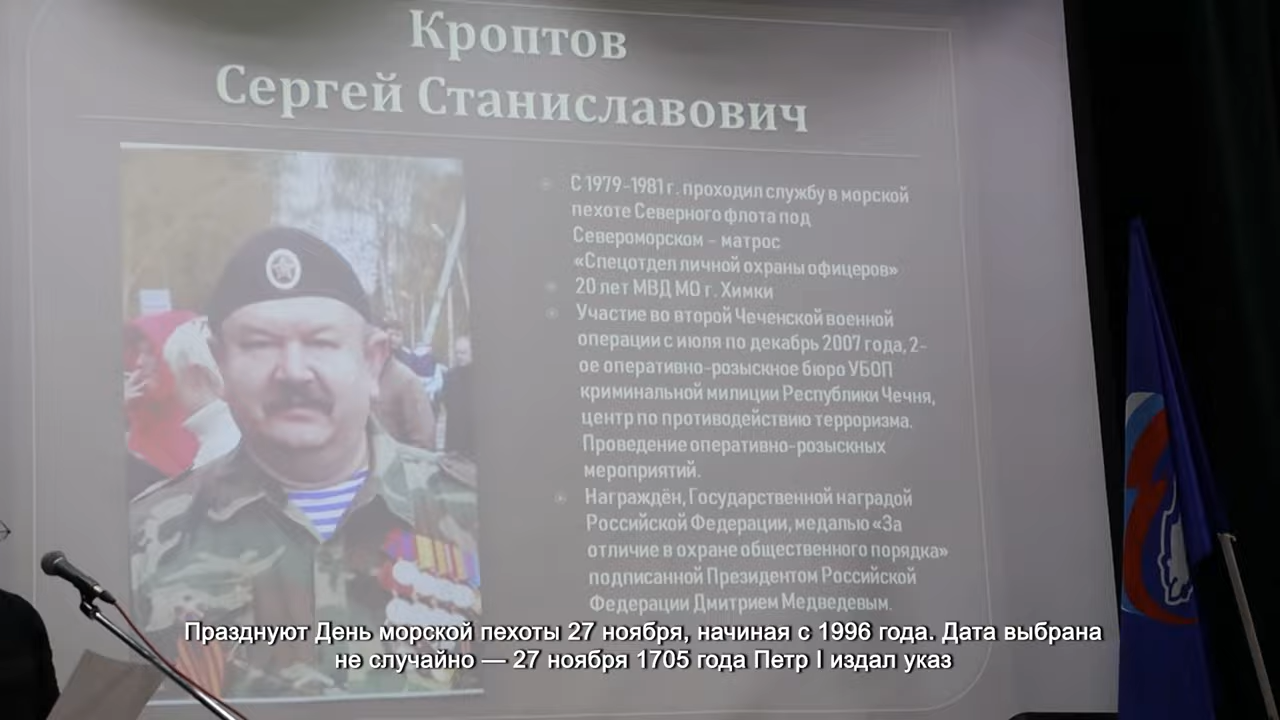 Кроптов
Сергей Станиславович
С 1979-1981 г. проходил службу в морской
пехоте Северного флота под
Североморском – матрос
«Спецотдел личной охраны офицеров»
20 лет МВД МО г. Химки
Участие во второй Чеченской военной
операции с июля по декабрь 2007 года, 2-
ое оперативно-розыскное бюро УБОП
криминальной милиции Республики Чечня,
центр по противодействию терроризма.
Проведение оперативно-розыскных
мероприятий.
Награждён, Государственной наградой
Российской Федерации, медалью «За
отличие в охране общественного порядка»
подписанной Президентом Российской
Федерации Дмитрием Медведевым.
Празднуют День морской пехоты 27 ноября, начиная с 1996 года. Дата выбрана
не случайно — 27 ноября 1705 года Петр I издал указ